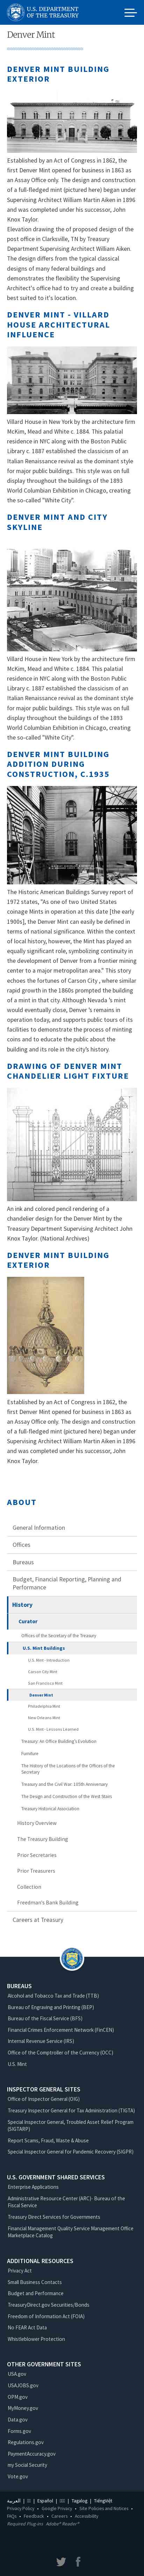 U.S. DEPARTMENT
OF THE TREASURY
Denver Mint
DENVER MINT BUILDING
EXTERIOR
Established by an Act of Congress in 1862, the
first Denver Mint opened for business in 1863 as
an Assay Office only. The design and construction
of a full-fledged mint (pictured here) began under
Supervising Architect William Martin Aiken in 1896
and was completed under his successor, John
Knox Taylor.
Elevation drawing of the proposed design of the
post office in Clarksville, TN by Treasury
Department Supervising Architect William Aiken.
The design differs from the typical classical
designs of many federal buildings and
demonstrates the flexibility the Supervising
Architect's office had to try and create a building
best suited to it's location.
DENVER MINT - VILLARD
HOUSE ARCHITECTURAL
INFLUENCE
Villard House in New York by the architecture firm
McKim, Mead and White c. 1884. This palatial
residence in NYC along with the Boston Public
Library c. 1887 established the classicism of the
Italian Renaissance revival as the dominant style
for major public buildings. This style was on full
display throughout the buildings of the 1893
World Columbian Exhibition in Chicago, creating
the so-called "White City".
DENVER MINT AND CITY
SKYLINE
Villard House in New York by the architecture firm
McKim, Mead and White c. 1884. This palatial
residence in NYC along with the Boston Public
Library c. 1887 established the classicism of the
Italian Renaissance revival as the dominant style
for major public buildings. This style was on full
display throughout the buildings of the 1893
World Columbian Exhibition in Chicago, creating
the so-called "White City".
DENVER MINT BUILDING
ADDITION DURING
CONSTRUCTION, C.1935
The Historic American Buildings Survey report of
1972 opines, "As one of two United States
coinage Mints in operation at this date [the early
1900s], the Denver Mint can easily be defined in
terms of its architecture. Within the wider context
of local history, however, the Mint has played an
equally significant role, symbolizing continuity in
the metamorphosis of Denver from a frontier mining
center to a major metropolitan area." This text
echoes the fortunes of Carson City , where similar
rapid growth in the 1860s prompted the building
of a mint in that city. Although Nevada 's mint
would eventually close, Denver's mint is in
operation today, and supports public tours of its
facilities that discuss the production of circulating
coins and to educate the public about the
building and its role in the city's history.
DRAWING OF DENVER MINT
CHANDELIER LIGHT FIXTURE
An ink and colored pencil rendering of a
chandelier design for the Denver Mint by the
Treasury Department Supervising Architect John
Knox Taylor. (National Archives)
DENVER MINT BUILDING
EXTERIOR
Established by an Act of Congress in 1862, the
first Denver Mint opened for business in 1863 as
an Assay Office only. The design and construction
of a full-fledged mint (pictured here) began under
Supervising Architect William Martin Aiken in 1896
and was completed under his successor, John
Knox Taylor.
ABOUT
General Information
Offices
Bureaus
Budget, Financial Reporting, Planning and
Performance
History
Curator
Offices of the Secretary of the Treasury
U.S. Mint Buildings
U.S. Mint - Introduction
Carson City Mint
San Francisco Mint
Denver Mint
Philadelphia Mint
New Orleans Mint
U.S. Mint - Lessons Learned
Treasury: An Office Building's Evolution
Furniture
The History of the Locations of the Offices of the
Secretary
Treasury and the Civil War: 105th Anniversary
The Design and Construction of the West Stairs
Treasury Historical Association
History Overview
The Treasury Building
Prior Secretaries
Prior Treasurers
Collection
Freedman's Bank Building
Careers at Treasury
BUREAUS
Alcohol and Tobacco Tax and Trade (TTB)
Bureau of Engraving and Printing (BEP)
Bureau of the Fiscal Service (BFS)
Financial Crimes Enforcement Network (FinCEN)
Internal Revenue Service (IRS)
Office of the Comptroller of the Currency (OCC)
U.S. Mint
INSPECTOR GENERAL SITES
Office of Inspector General (OIG)
Treasury Inspector General for Tax Administration (TIGTA)
Special Inspector General, Troubled Asset Relief Program
(SIGTARP)
Report Scams, Fraud, Waste & Abuse
Special Inspector General for Pandemic Recovery (SIGPR)
U.S. GOVERNMENT SHARED SERVICES
Enterprise Applications
Administrative Resource Center (ARC)- Bureau of the
Fiscal Service
Treasury Direct Services for Governments
Financial Management Quality Service Management Office
Marketplace Catalog
ADDITIONAL RESOURCES
Privacy Act
Small Business Contacts
Budget and Performance
TreasuryDirect.gov Securities/Bonds
Freedom of Information Act (FOIA)
No FEAR Act Data
Whistleblower Protection
OTHER GOVERNMENT SITES
USA.gov
USAJOBS.gov
OPM.gov
MyMoney.gov
Data.gov
Forms.gov
Regulations.gov
PaymentAccuracy.gov
my Social Security
Vote.gov
العربية | | Español | | Tagalog | TiếngViệt
Privacy Policy • Google Privacy • Site Policies and Notices •
FAQs • Feedback • Careers • Accessibility
Required Plug-ins Adobe® Reader®